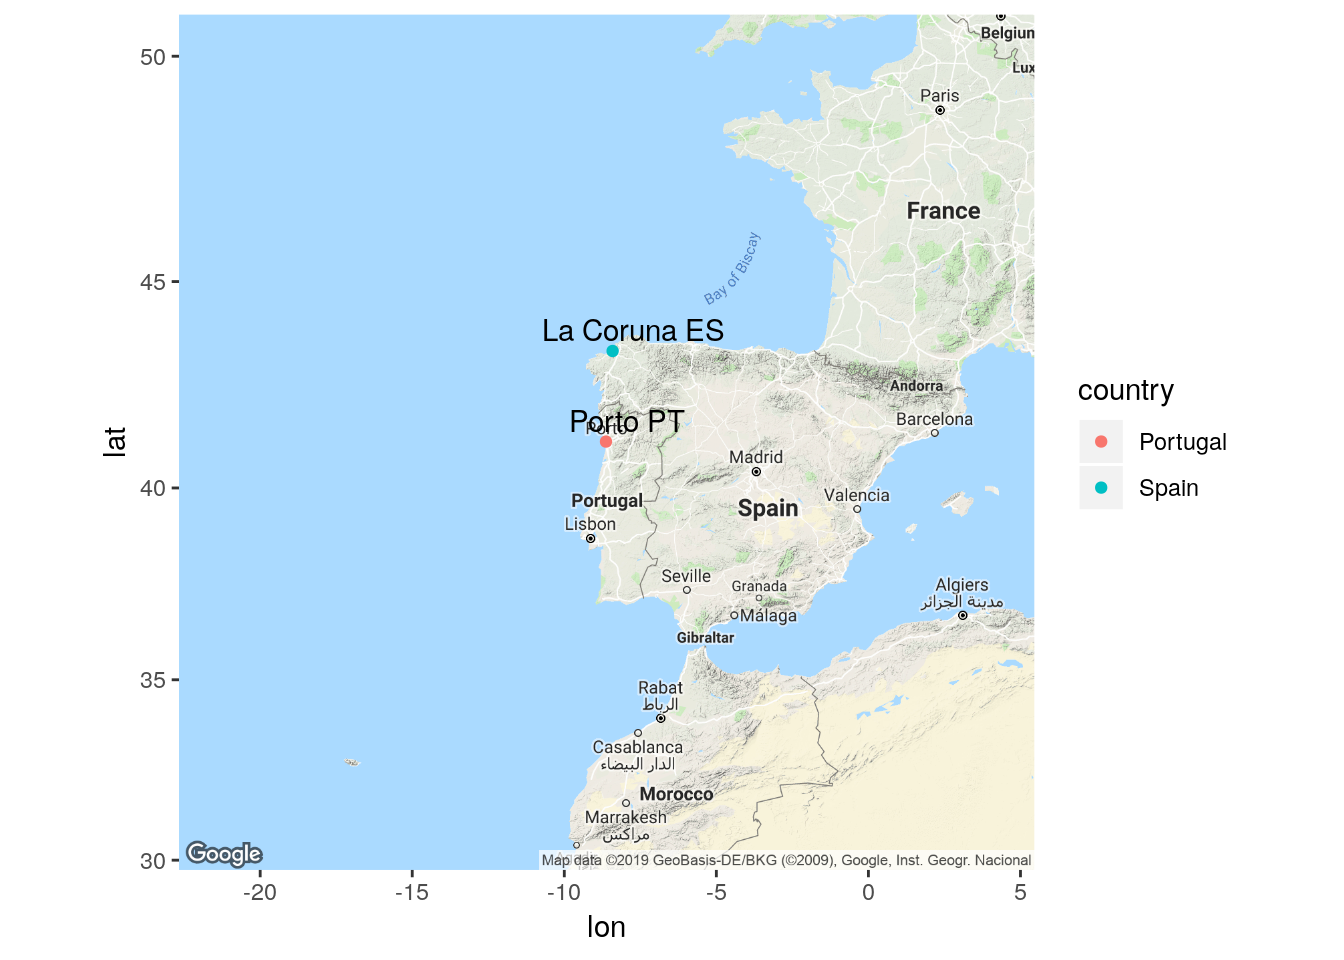 50
45
40
35
30
lat
-20
-15
-10
-5
0
5
lon
Belgium
Lux
Paris
France
Bay of Biscay
La Coruna ES
Andorra
Barcelona
Porto PT
Porto
Madrid
Portugal
Spain
Valencia
Lisbon
Seville
Granada
Málaga
Algiers
مدينة الجزائر
Gibraltar
Rabat
الرباط
Casablanca
الدار البيضاء
Morocco
Marrakesh
مراكش
Google
Map data ©2019 GeoBasis-DE/BKG (©2009), Google, Inst. Geogr. Nacional
country
Portugal
Spain